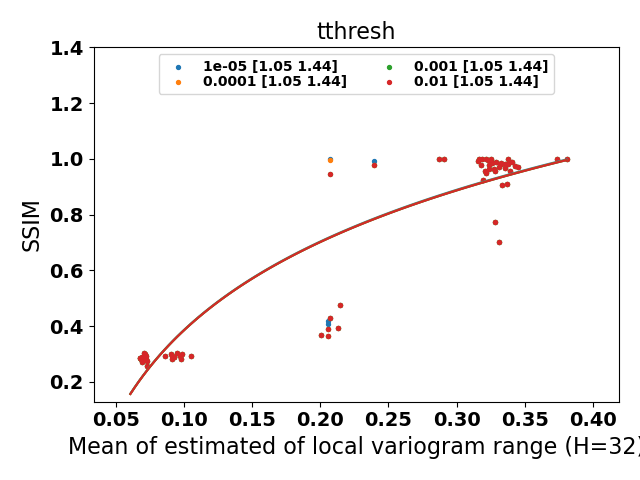 tthresh
1e-05 [1.05 1.44]
0.0001 [1.05 1.44]
0.001 [1.05 1.44]
0.01 [1.05 1.44]
1.4
1.2
1.0
0.8
0.6
0.4
0.2
SSIM
0.05 0.10 0.15 0.20 0.25 0.30 0.35 0.40
Mean of estimated of local variogram range (H=32)